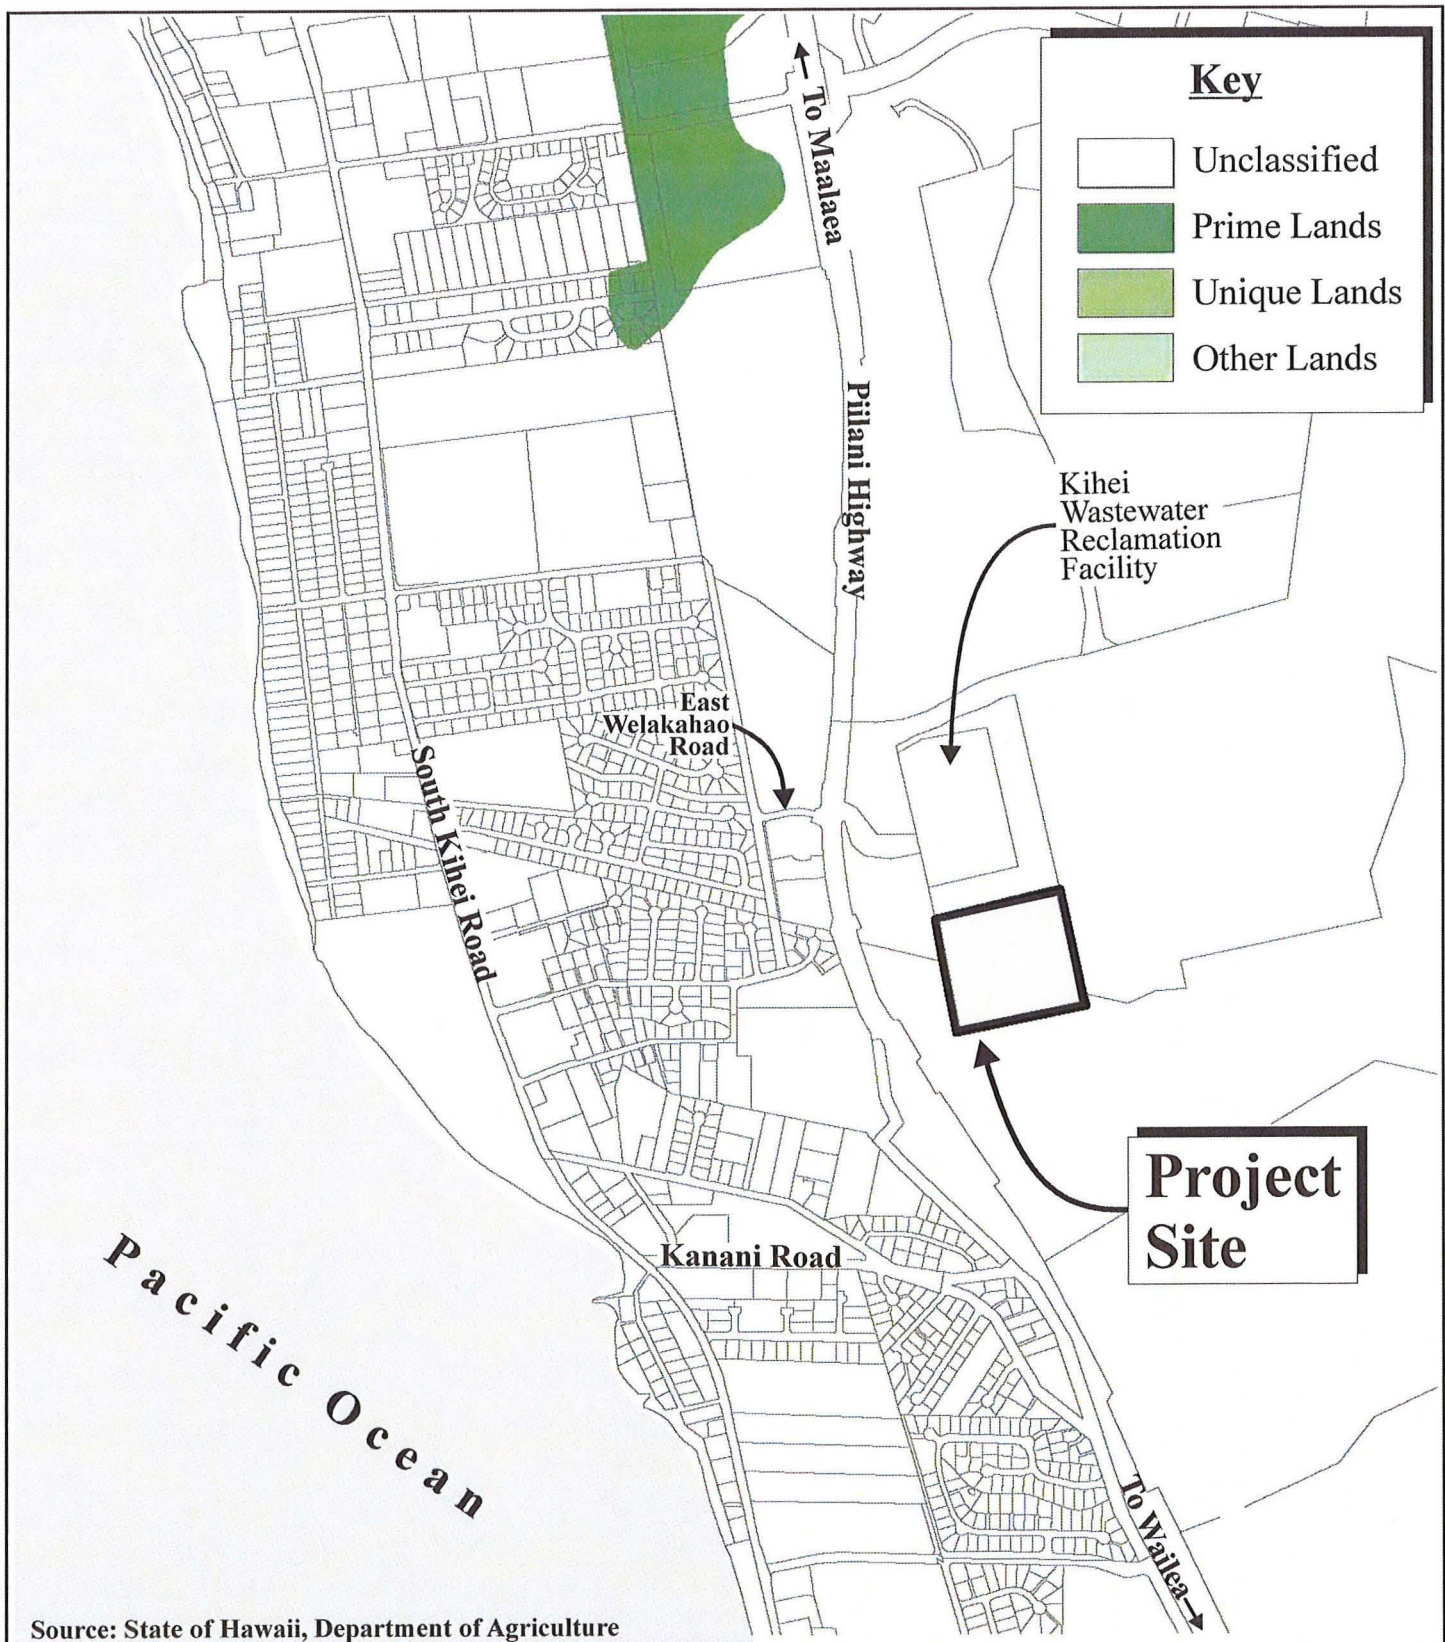 Key
Unclassified
Prime Lands
Unique Lands
Other Lands
To Maalaea
Piilani Highway
Kihei
Wastewater
Reclamation
Facility
East
Welakahao
Road
South Kihei Road
Project
Site
Kanani Road
Pacific Ocean
To Wailea
Source: State of Hawaii, Department of Agriculture